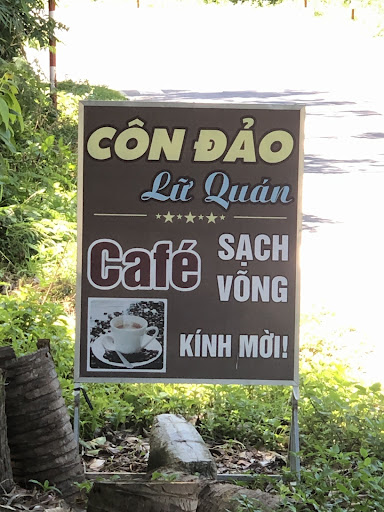 CÔN ĐẢO
Lữ Quán
Café
SẠCH
VÕNG
KÍNH MỜI!